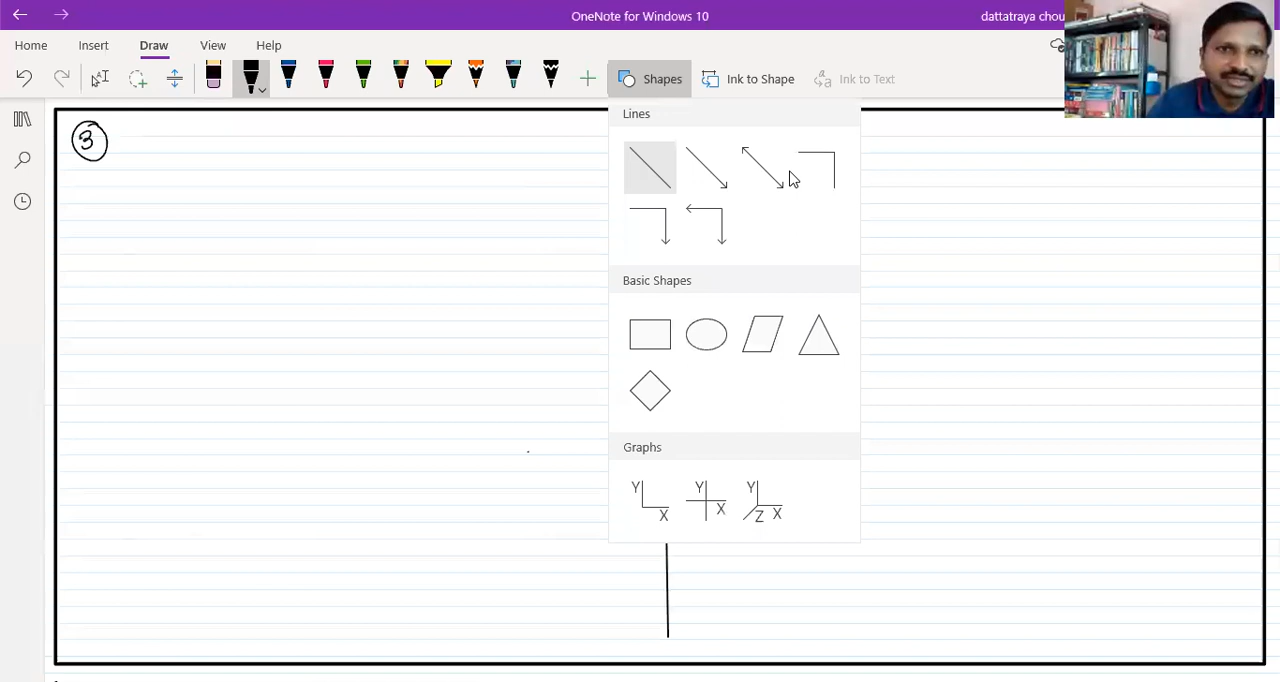 OneNote for Windows 10
dattatraya chou
Home Insert Draw View Help
Shapes Ink to Shape Ink to Text
Lines
3
Basic Shapes
Graphs
Y X Y X Y Z X